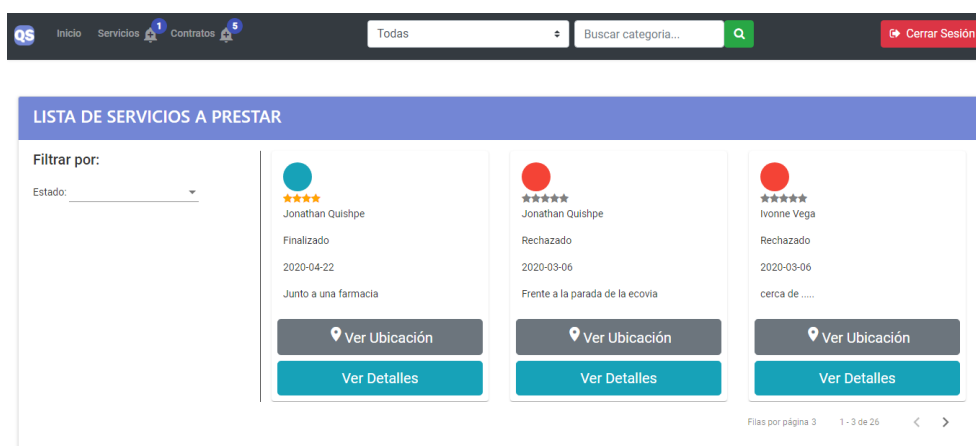 QS Inicio Servicios 1 Contratos 5 Todas Buscar categoria... Cerrar Sesión
LISTA DE SERVICIOS A PRESTAR
Filtrar por:
Estado:
Jonathan Quishpe
Finalizado
2020-04-22
Junto a una farmacia
Ver Ubicación
Ver Detalles
Jonathan Quishpe
Rechazado
2020-03-06
Frente a la parada de la ecovia
Ver Ubicación
Ver Detalles
Ivonne Vega
Rechazado
2020-03-06
cerca de .....
Ver Ubicación
Ver Detalles
Filas por página 3 1 - 3 de 26